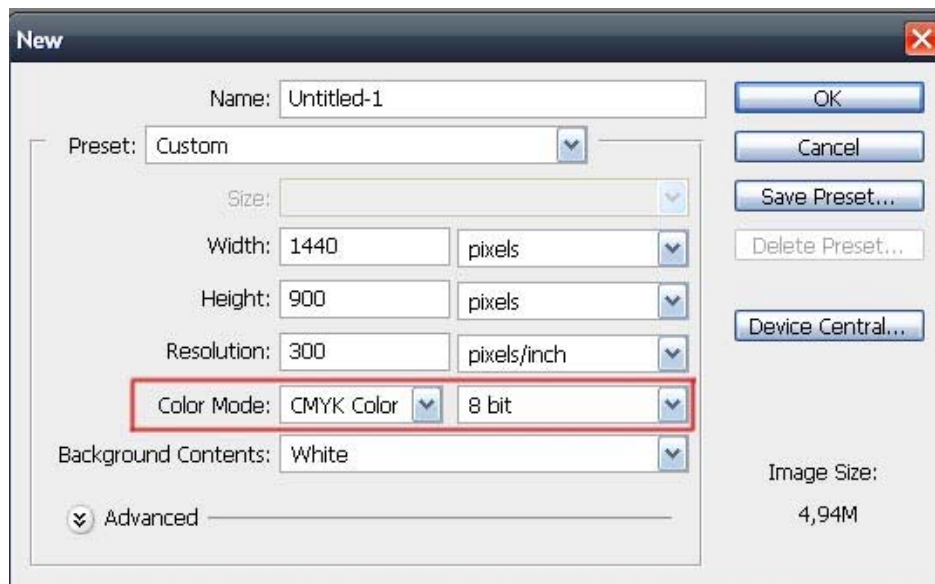 New
Name: Untitled-1
OK
Preset: Custom
Cancel
Size:
Save Preset...
Width: 1440 pixels
Delete Preset...
Height: 900 pixels
Device Central...
Resolution: 300 pixels/inch
Color Mode: CMYK Color 8 bit
Background Contents: White
Image Size:
Advanced
4,94M